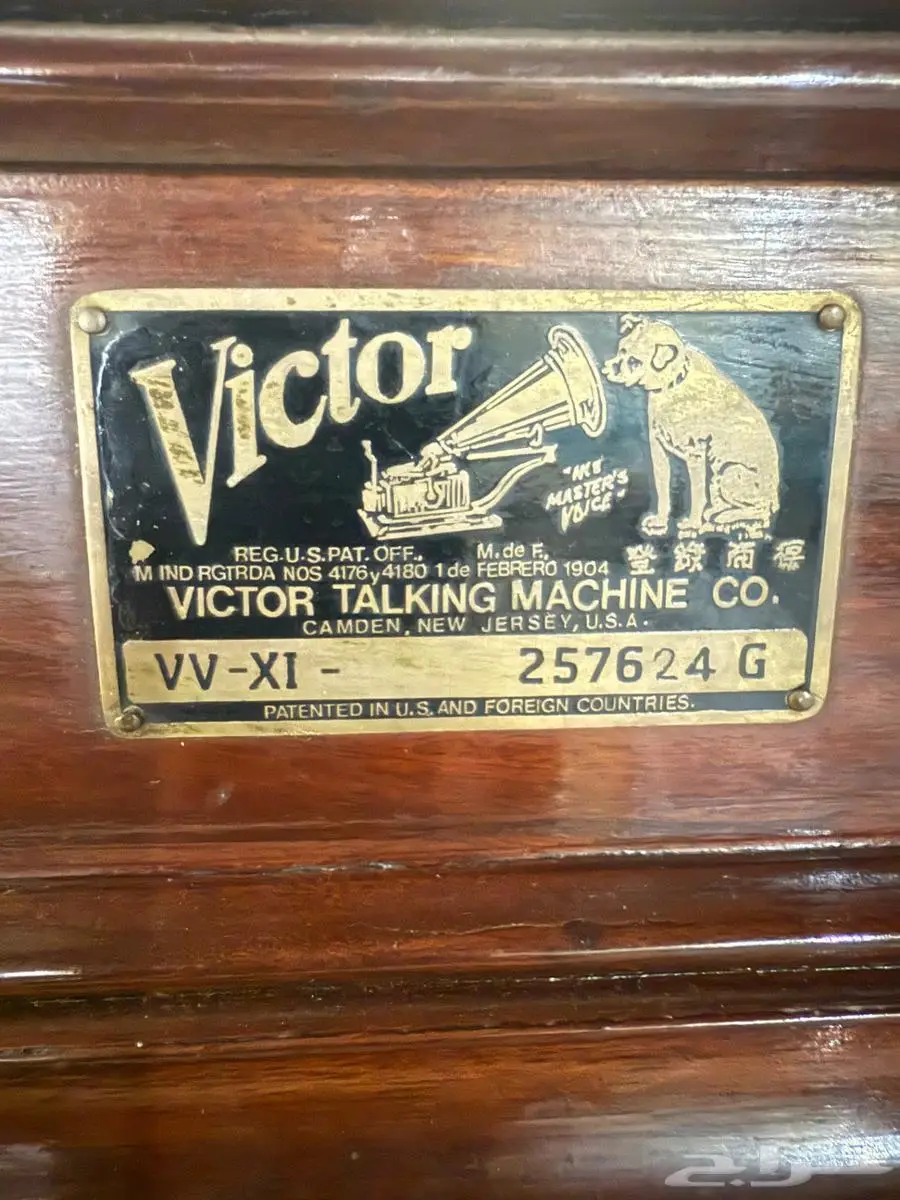 Victor
"HIS
MASTER'S
VOICE"
REG. U.S. PAT. OFF., M. de F.,
M IND RGTRDA NOS 4176 y 4180 1 de FEBRERO 1904
標商録登
VICTOR TALKING MACHINE CO.
CAMDEN, NEW JERSEY, U.S.A.
VV-XI - 257624 G
PATENTED IN U.S. AND FOREIGN COUNTRIES.